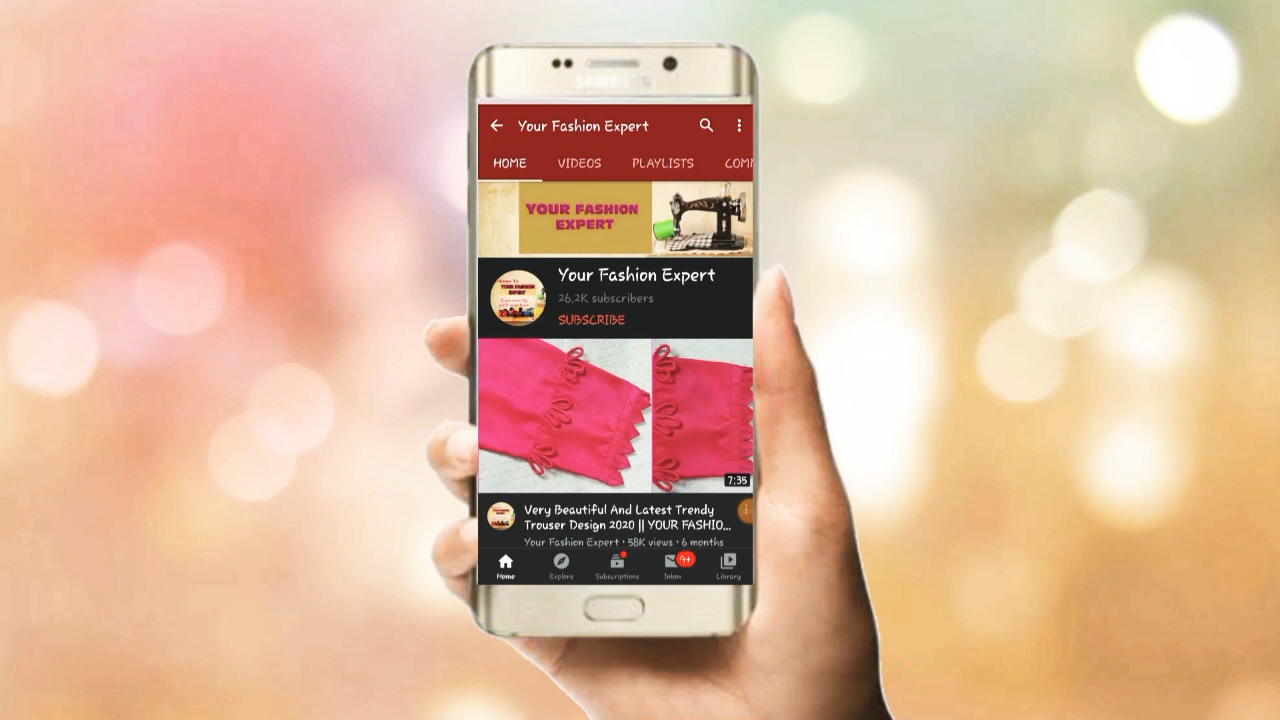 SAMSUNG
Your Fashion Expert
HOME VIDEOS PLAYLISTS COM
YOUR FASHION
EXPERT
Your Fashion Expert
26.2K subscribers
SUBSCRIBE
7:35
Very Beautiful And Latest Trendy
Trouser Design 2020 || YOUR FASHIO...
Your Fashion Expert • 58K views • 6 months
9+
Home Explore Subscriptions Inbox Library